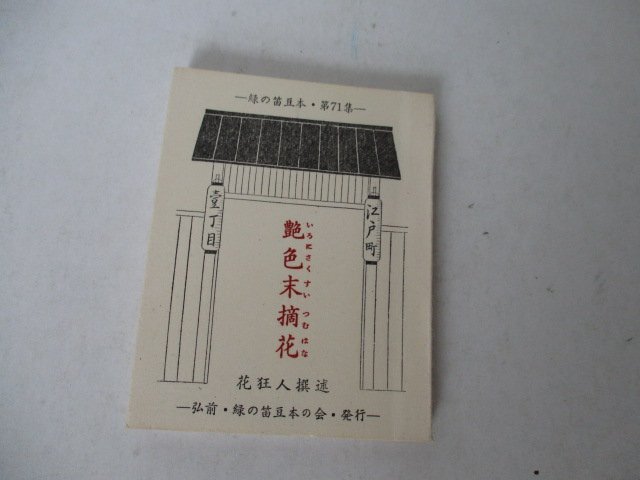 —緑の笛豆本・第71集—
江戸町
壹丁目
艶色末摘花
いろにさくすいつむはな
花狂人撰述
—弘前・緑の笛豆本の会・発行—